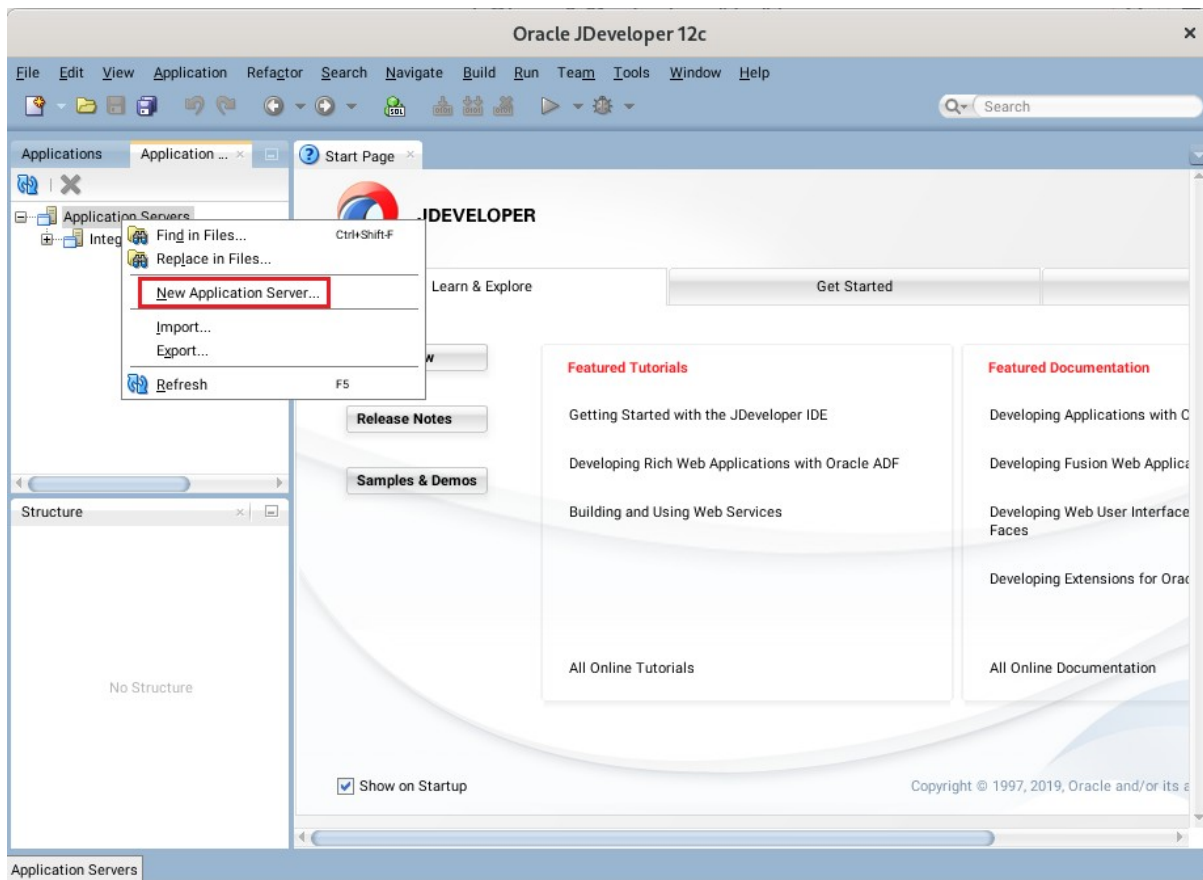 Oracle JDeveloper 12c
File Edit View Application Refactor Search Navigate Build Run Team Tools Window Help
Search
Applications
Application ...
Start Page
Application Servers
Integ
Find in Files... Ctrl+Shift-F
Replace in Files...
New Application Server...
Import...
Export...
Refresh F5
JDEVELOPER
Learn & Explore
Get Started
Release Notes
Samples & Demos
Featured Tutorials
Getting Started with the JDeveloper IDE
Developing Rich Web Applications with Oracle ADF
Building and Using Web Services
All Online Tutorials
Featured Documentation
Developing Applications with
Developing Fusion Web Applica
Developing Web User Interface
Faces
Developing Extensions for Orac
All Online Documentation
Structure
No Structure
Show on Startup
Copyright © 1997, 2019, Oracle and/or its a
Application Servers